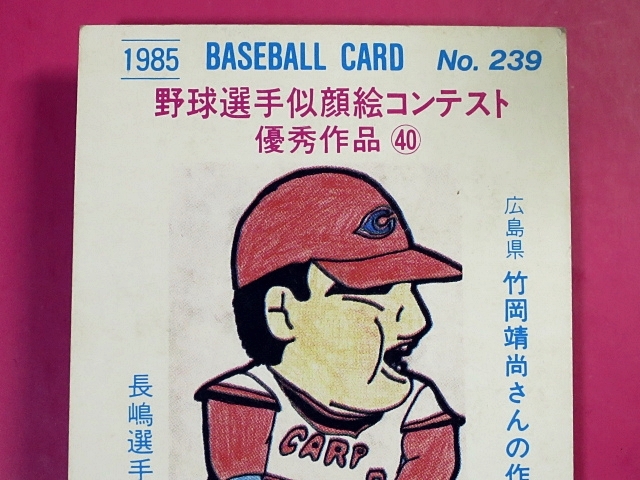 1985 BASEBALL CARD No. 239
野球選手似顔絵コンテスト
優秀作品 ㊵
広島県 竹岡靖尚さんの作
長嶋選手
C
CARP